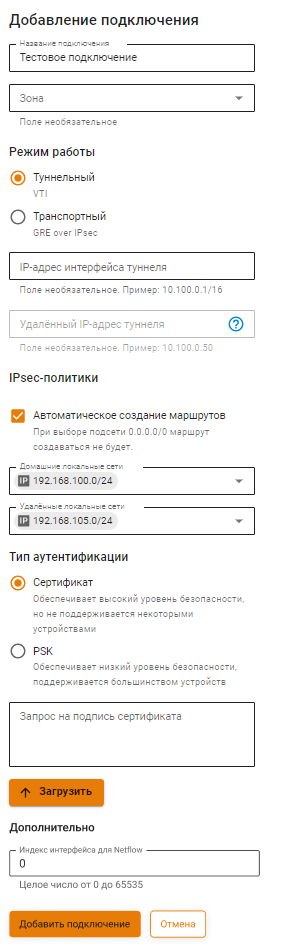 Добавление подключения
Название подключения
Тестовое подключение
Зона
Поле необязательное
Режим работы
Туннельный
VTI
Транспортный
GRE over IPsec
IP-адрес интерфейса туннеля
Поле необязательное. Пример: 10.100.0.1/16
Удалённый IP-адрес туннеля
Поле необязательное. Пример: 10.100.0.50
IPsec-политики
Автоматическое создание маршрутов
При выборе подсети 0.0.0.0/0 маршрут
создаваться не будет.
Домашние локальные сети
IP 192.168.100.0/24
Удалённые локальные сети
IP 192.168.105.0/24
Тип аутентификации
Сертификат
Обеспечивает высокий уровень безопасности,
но не поддерживается некоторыми
устройствами
PSK
Обеспечивает низкий уровень безопасности,
поддерживается большинством устройств
Запрос на подпись сертификата
Загрузить
Дополнительно
Индекс интерфейса для Netflow
0
Целое число от 0 до 65535
Добавить подключение
Отмена